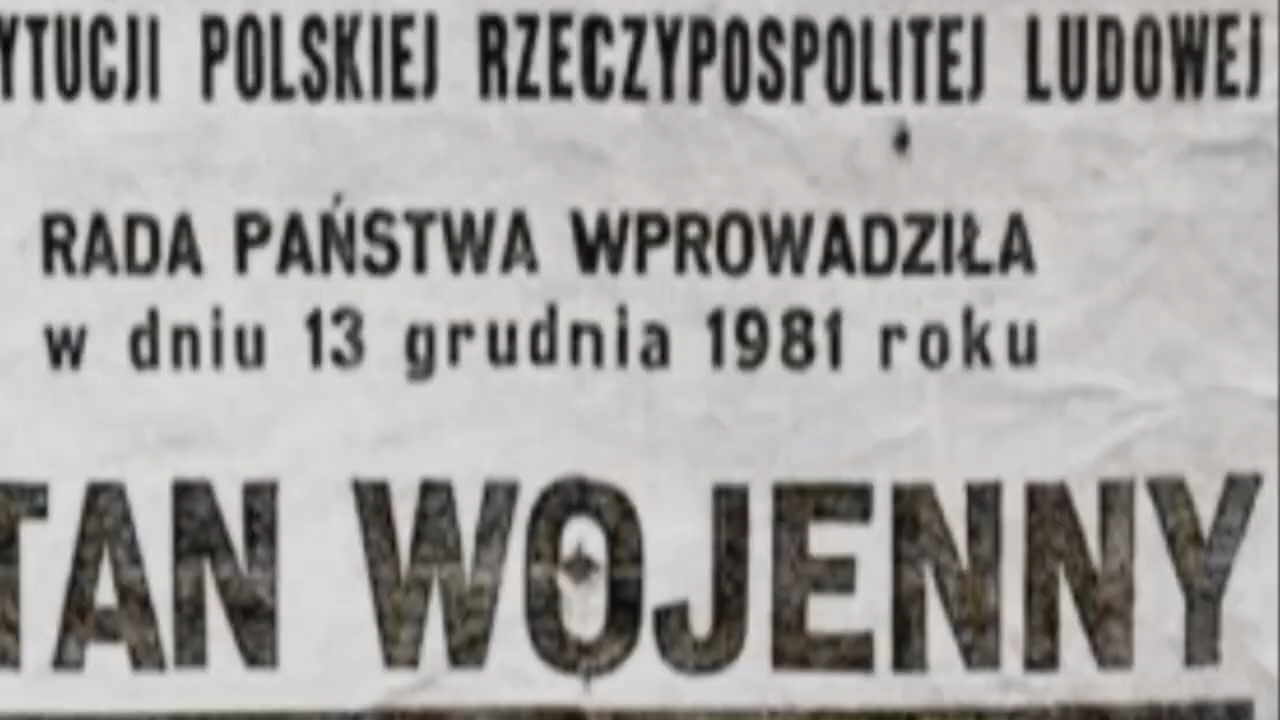 YTUCJI POLSKIEJ RZECZYPOSPOLITEJ LUDOWEJ
RADA PAŃSTWA WPROWADZIŁA
w dniu 13 grudnia 1981 roku
TAN WOJENNY